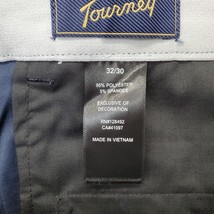 Tourney
32/30
95% POLYESTER
5% SPANDEX
EXCLUSIVE OF
DECORATION
RN#128492
CA#41097
MADE IN VIETNAM